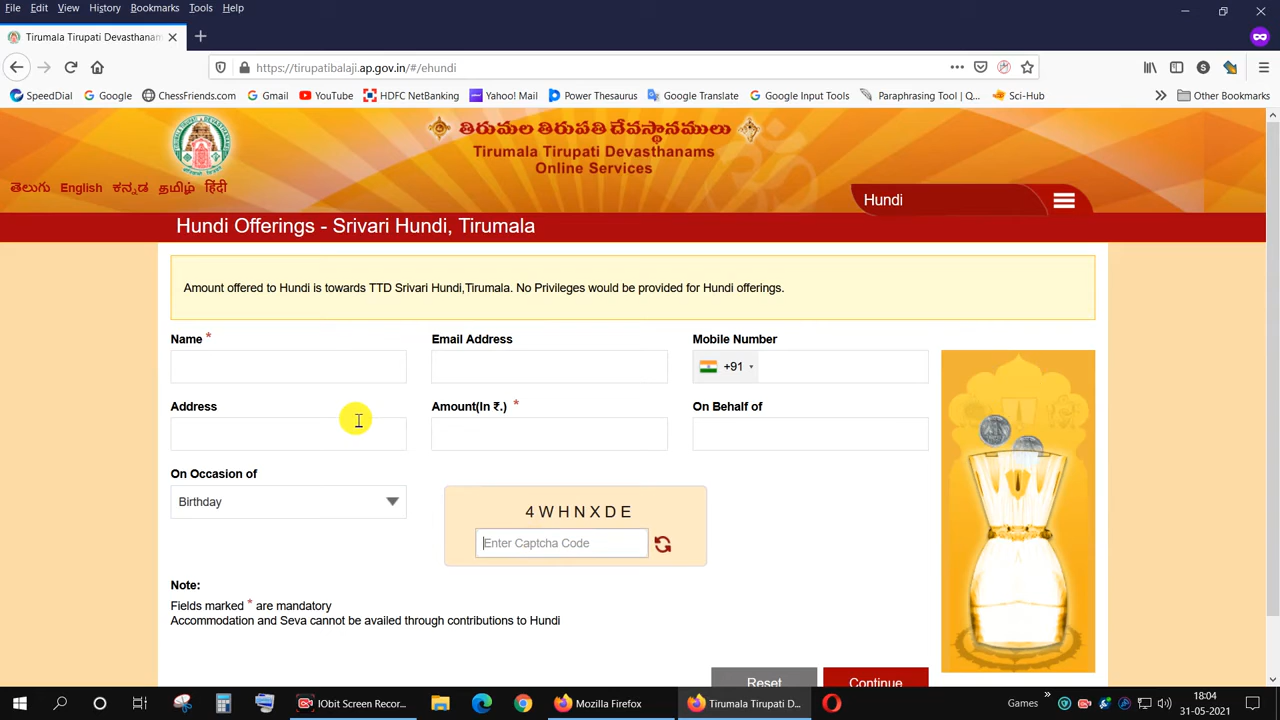 File Edit View History Bookmarks Tools Help
Tirumala Tirupati Devasthanam
https://tirupatibalaji.ap.gov.in/#/ehundi
SpeedDial Google ChessFriends.com Gmail YouTube HDFC NetBanking Yahoo! Mail Power Thesaurus Google Translate Google Input Tools Paraphrasing Tool | Q... Sci-Hub Other Bookmarks
తిరుమల తిరుపతి దేవస్థానములు
Tirumala Tirupati Devasthanams
Online Services
తెలుగు English ಕನ್ನಡ தமிழ் हिंदी
Hundi
Hundi Offerings - Srivari Hundi, Tirumala
Amount offered to Hundi is towards TTD Srivari Hundi,Tirumala. No Privileges would be provided for Hundi offerings.
Name * Email Address Mobile Number
+91
Address Amount(In ₹.) * On Behalf of
On Occasion of
Birthday
4WHNXDE
Enter Captcha Code
Note:
Fields marked * are mandatory
Accommodation and Seva cannot be availed through contributions to Hundi
Reset Continue
IObit Screen Recor... Mozilla Firefox Tirumala Tirupati D... Games 18:04
31-05-2021